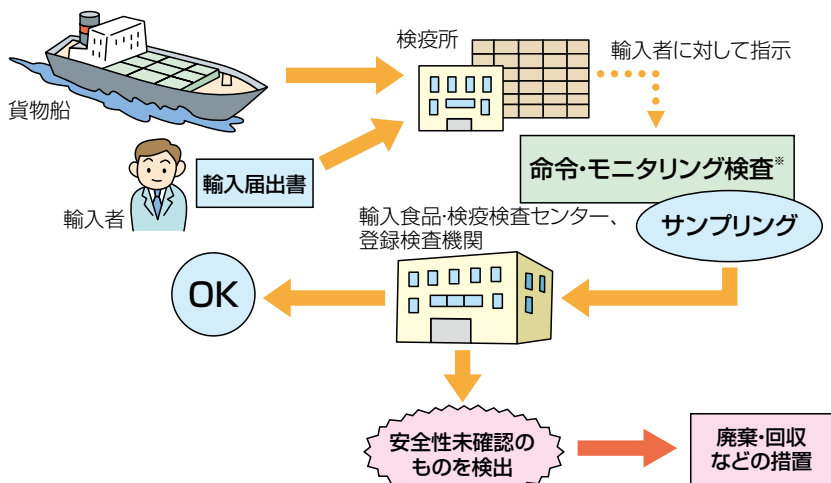 貨物船
検疫所
輸入者に対して指示
輸入者
輸入届出書
命令・モニタリング検査※
サンプリング
輸入食品・検疫検査センター、
登録検査機関
OK
安全性未確認の
ものを検出
廃棄・回収
などの措置